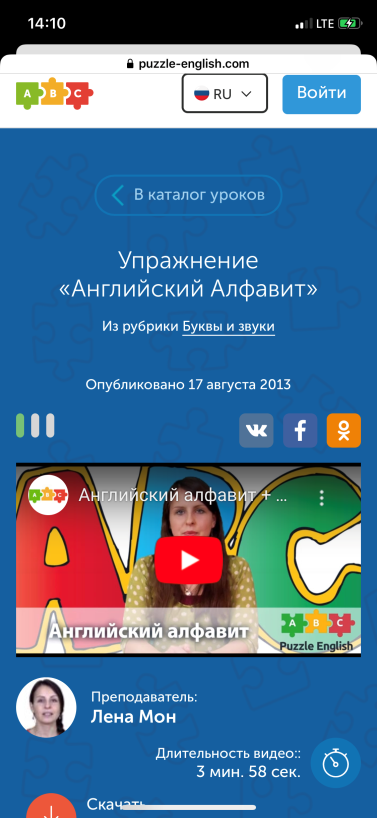 14:10
LTE
puzzle-english.com
A B C
RU
Войти
В каталог уроков
Упражнение
«Английский Алфавит»
Из рубрики Буквы и звуки
Опубликовано 17 августа 2013
A B C
Английский алфавит + ...
ABC
Английский алфавит
A B C
Puzzle English
Преподаватель:
Лена Мон
Длительность видео::
3 мин. 58 сек.
Скачать